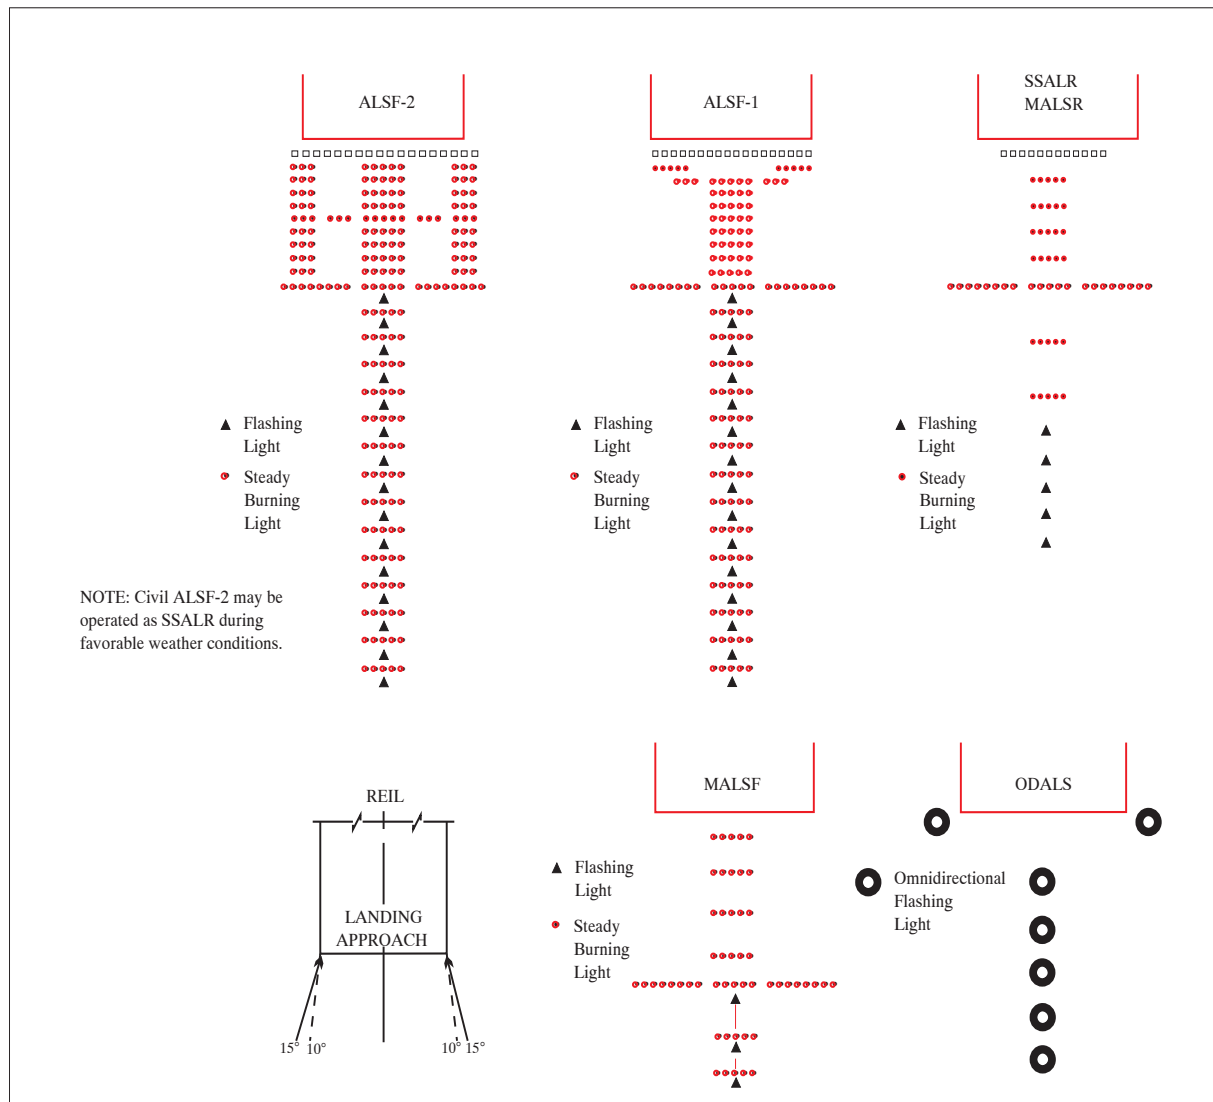 ALSF-2
ALSF-1
SSALR
MALSR
Flashing
Light
Steady
Burning
Light
Flashing
Light
Steady
Burning
Light
Flashing
Light
Steady
Burning
Light
NOTE: Civil ALSF-2 may be
operated as SSALR during
favorable weather conditions.
REIL
LANDING
APPROACH
15° 10°
10° 15°
MALSF
Flashing
Light
Steady
Burning
Light
ODALS
Omnidirectional
Flashing
Light